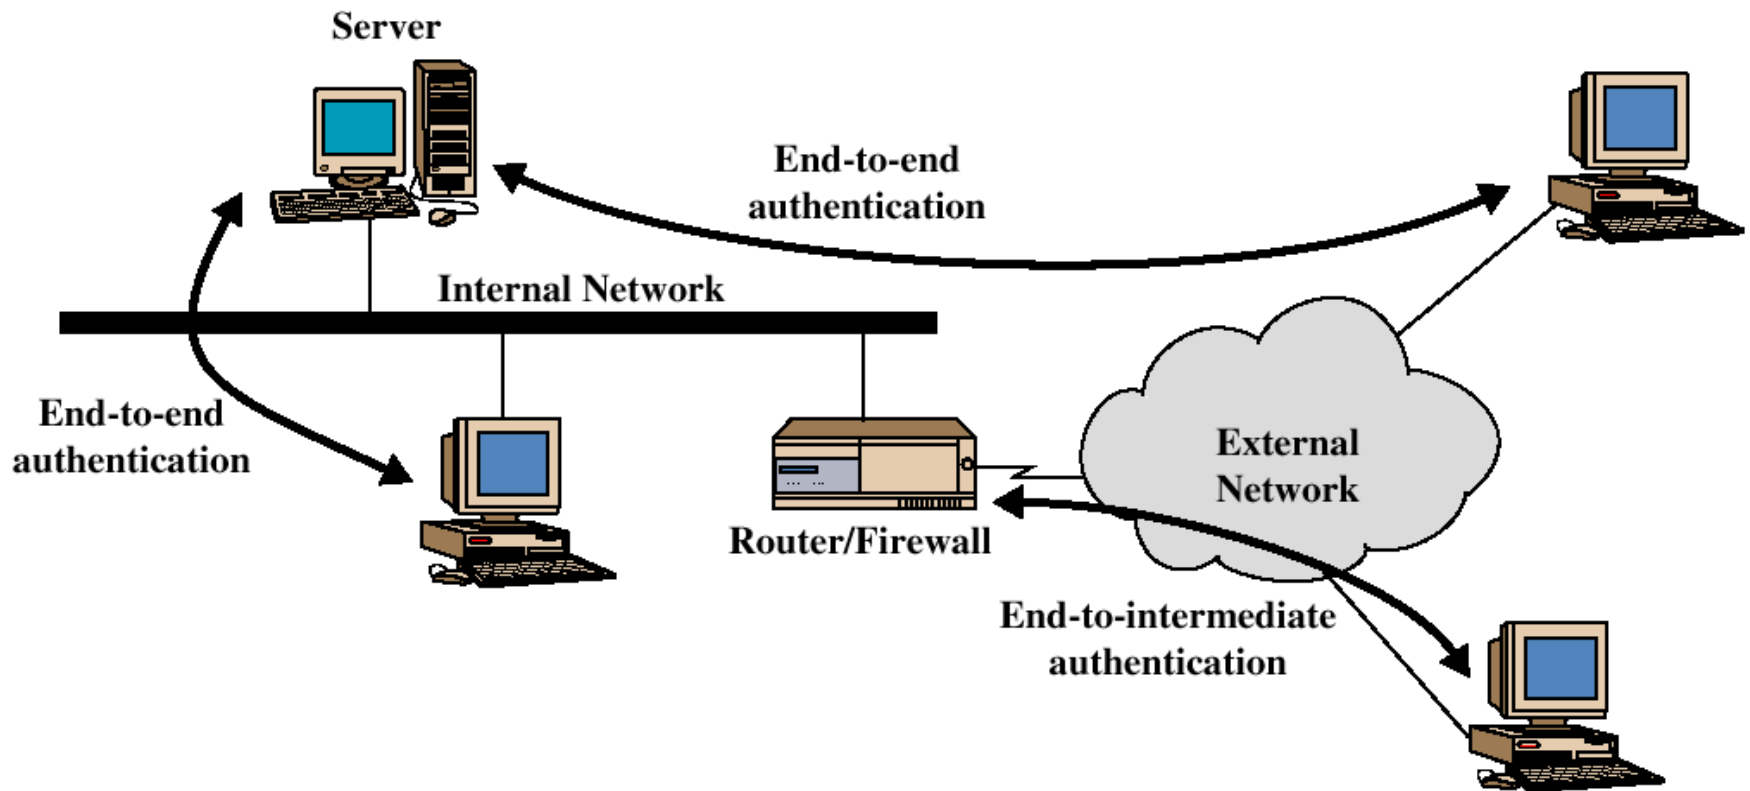 Server
End-to-end
authentication
Internal Network
End-to-end
authentication
External
Network
Router/Firewall
End-to-intermediate
authentication